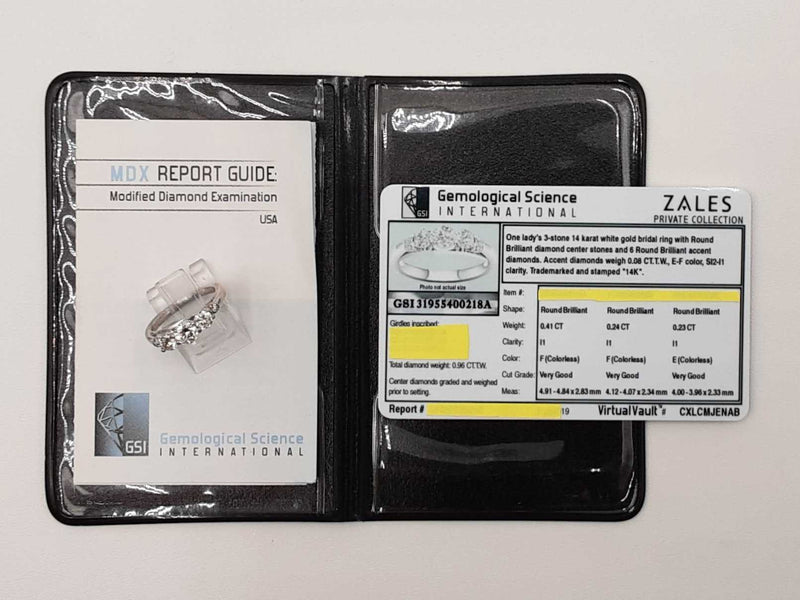 MDX REPORT GUIDE:
Modified Diamond Examination
USA
GSI
Gemological Science
INTERNATIONAL
GSI
Gemological Science
INTERNATIONAL
ZALES
PRIVATE COLLECTION
Photo not actual size
GSI 31955400218A
Girdles inscribed:
Total diamond weight: 0.96 CT.T.W.
Center diamonds graded and weighed
prior to setting.
One lady's 3-stone 14 karat white gold bridal ring with Round
Brilliant diamond center stones and 6 Round Brilliant accent
diamonds. Accent diamonds weigh 0.08 CT.T.W., E-F color, SI2-I1
clarity. Trademarked and stamped "14K".
Item #:
Shape: Round Brilliant Round Brilliant Round Brilliant
Weight: 0.41 CT 0.24 CT 0.23 CT
Clarity: I1 I1 I1
Color: F (Colorless) F (Colorless) E (Colorless)
Cut Grade: Very Good Very Good Very Good
Meas: 4.91 - 4.84 x 2.83 mm 4.12 - 4.07 x 2.34 mm 4.00 - 3.96 x 2.33 mm
Report # 19 VirtualVault™# CXLCMJENAB